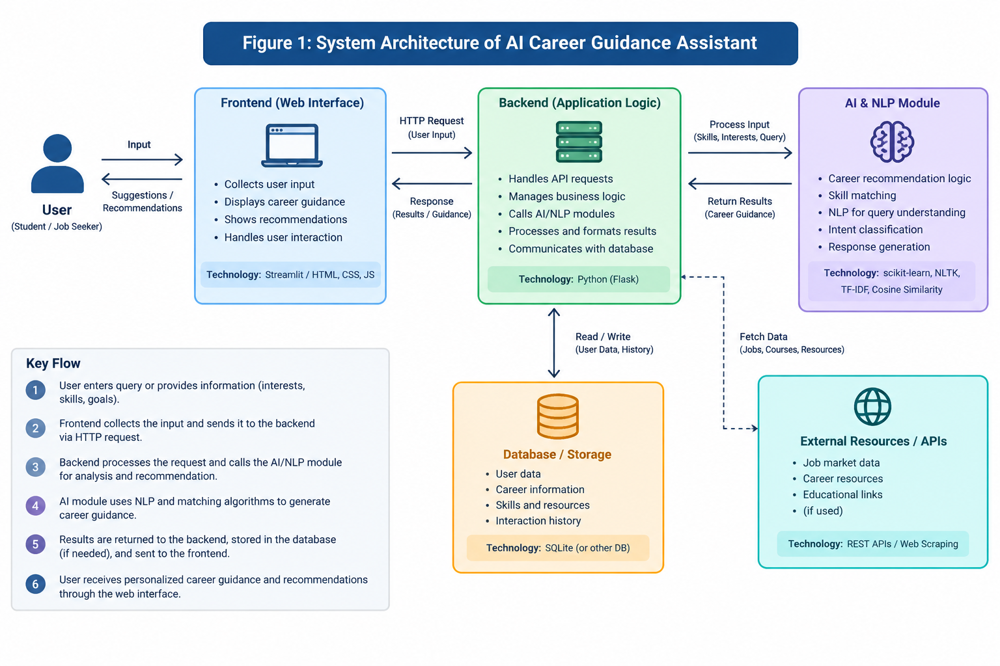 Figure 1: System Architecture of AI Career Guidance Assistant
User
(Student / Job Seeker)
Input
Suggestions /
Recommendations
Frontend (Web Interface)
• Collects user input
• Displays career guidance
• Shows recommendations
• Handles user interaction
Technology: Streamlit / HTML, CSS, JS
HTTP Request
(User Input)
Response
(Results / Guidance)
Backend (Application Logic)
• Handles API requests
• Manages business logic
• Calls AI/NLP modules
• Processes and formats results
• Communicates with database
Technology: Python (Flask)
Process Input
(Skills, Interests, Query)
Return Results
(Career Guidance)
AI & NLP Module
• Career recommendation logic
• Skill matching
• NLP for query understanding
• Intent classification
• Response generation
Technology: scikit-learn, NLTK,
TF-IDF, Cosine Similarity
Read / Write
(User Data, History)
Fetch Data
(Jobs, Courses, Resources)
Key Flow
1 User enters query or provides information (interests,
skills, goals).
2 Frontend collects the input and sends it to the backend
via HTTP request.
3 Backend processes the request and calls the AI/NLP module
for analysis and recommendation.
4 AI module uses NLP and matching algorithms to generate
career guidance.
5 Results are returned to the backend, stored in the database
(if needed), and sent to the frontend.
6 User receives personalized career guidance and recommendations
through the web interface.
Database / Storage
• User data
• Career information
• Skills and resources
• Interaction history
Technology: SQLite (or other DB)
External Resources / APIs
• Job market data
• Career resources
• Educational links
• (if used)
Technology: REST APIs / Web Scraping